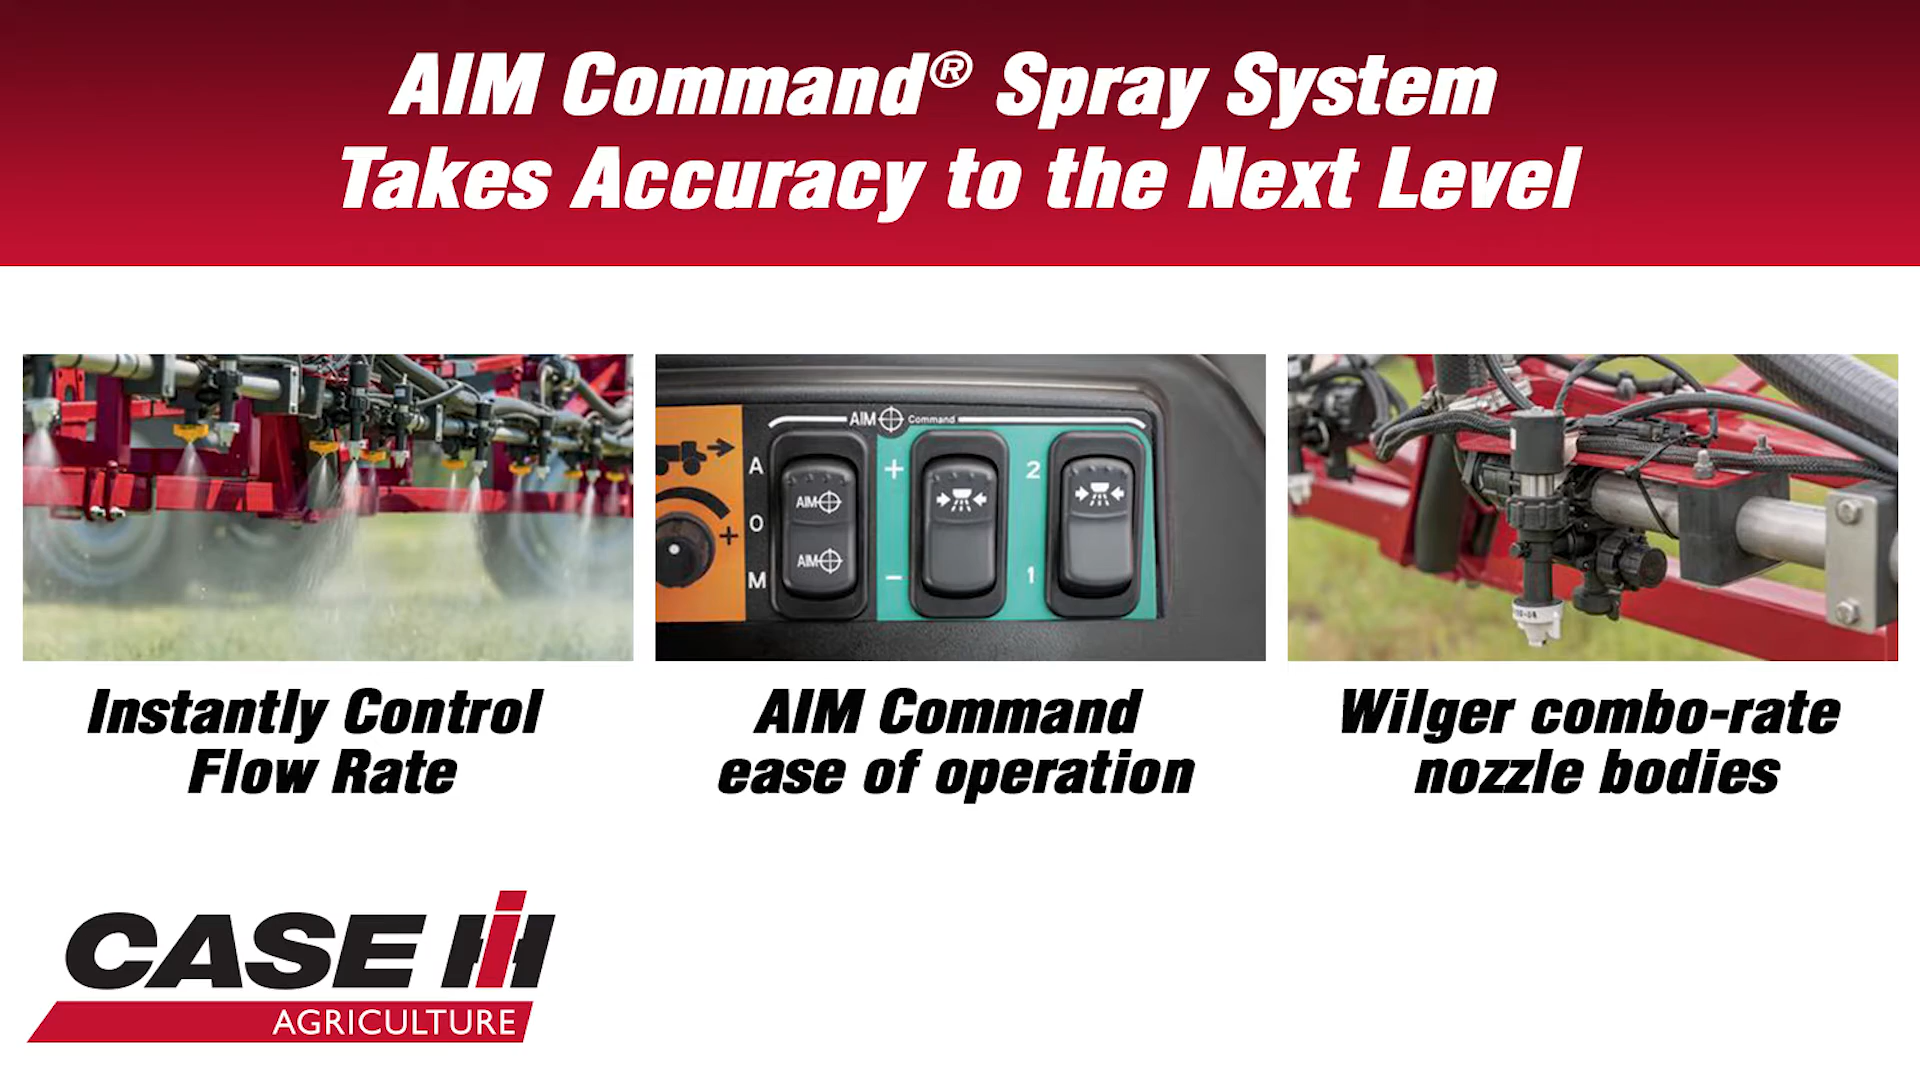 AIM Command® Spray System
Takes Accuracy to the Next Level
AIM Command
A
O
M
+
-
+
2
1
AIM
AIM
Instantly Control
Flow Rate
AIM Command
ease of operation
Wilger combo-rate
nozzle bodies
CASE IH
AGRICULTURE